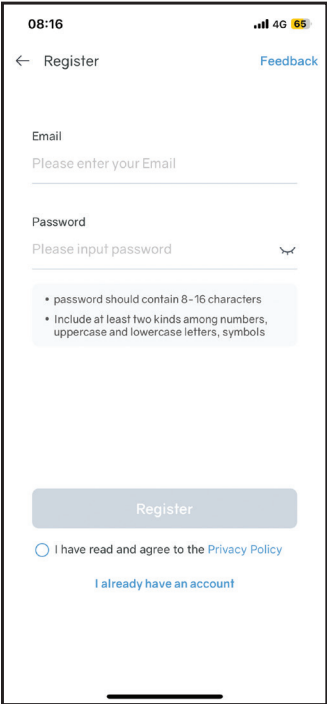 08:16 4G 65
← Register Feedback
Email
Please enter your Email
Password
Please input password
• password should contain 8-16 characters
• Include at least two kinds among numbers,
uppercase and lowercase letters, symbols
Register
I have read and agree to the Privacy Policy
I already have an account